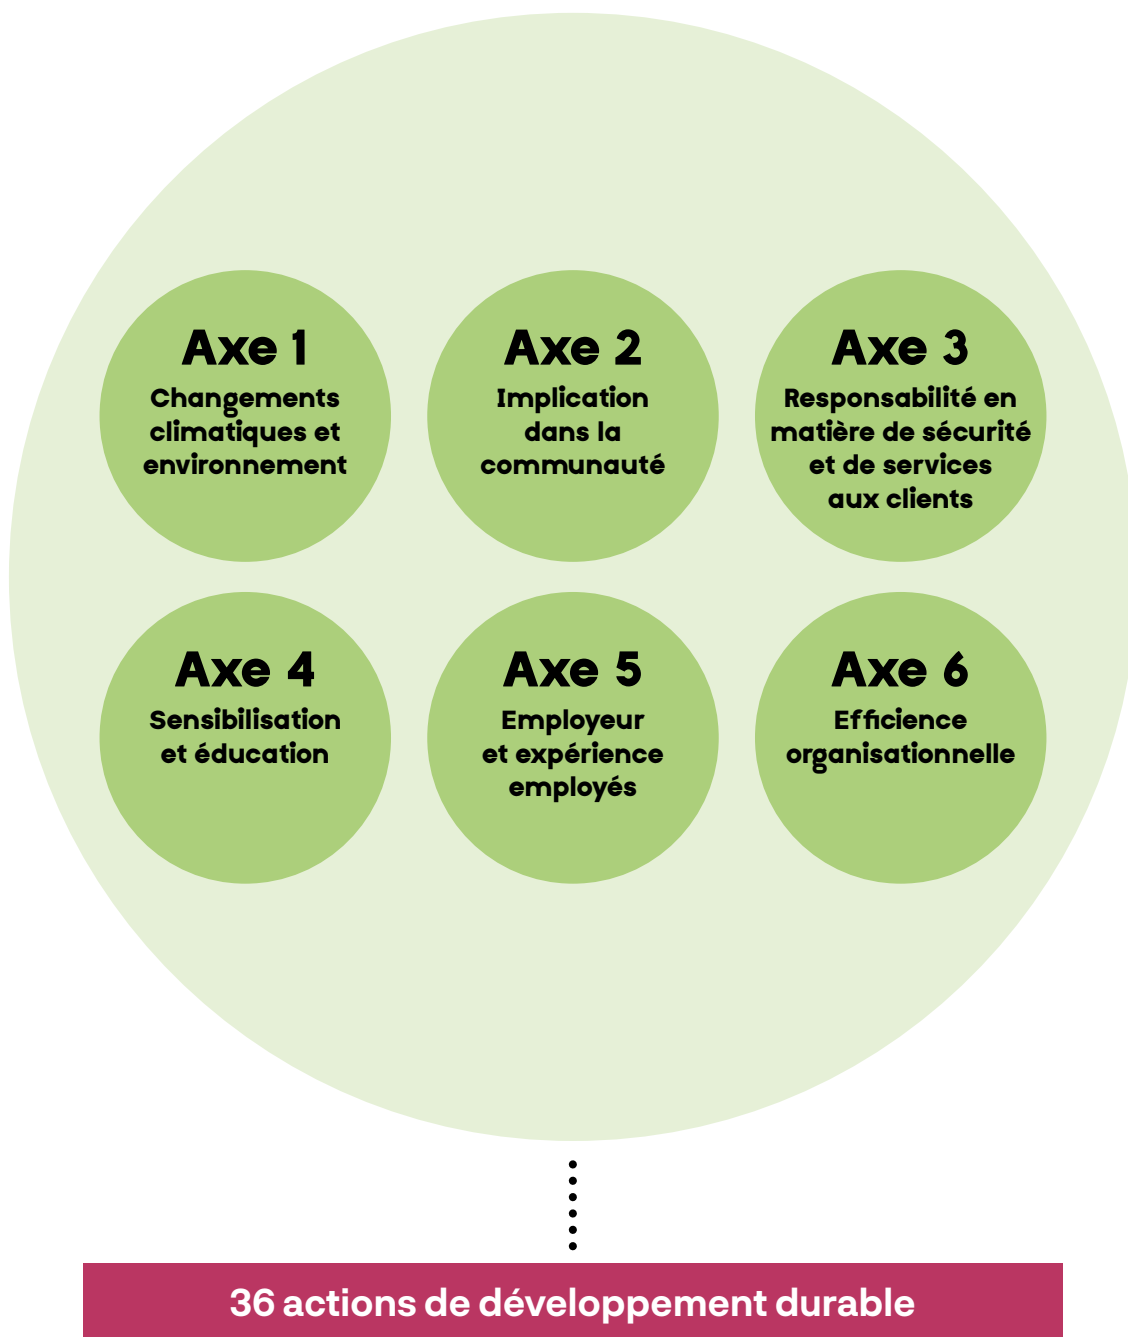 Axe 1
Changements
climatiques et
environnement
Axe 2
Implication
dans la
communauté
Axe 3
Responsabilité en
matière de sécurité
et de services
aux clients
Axe 4
Sensibilisation
et éducation
Axe 5
Employeur
et expérience
employés
Axe 6
Efficience
organisationnelle
36 actions de développement durable